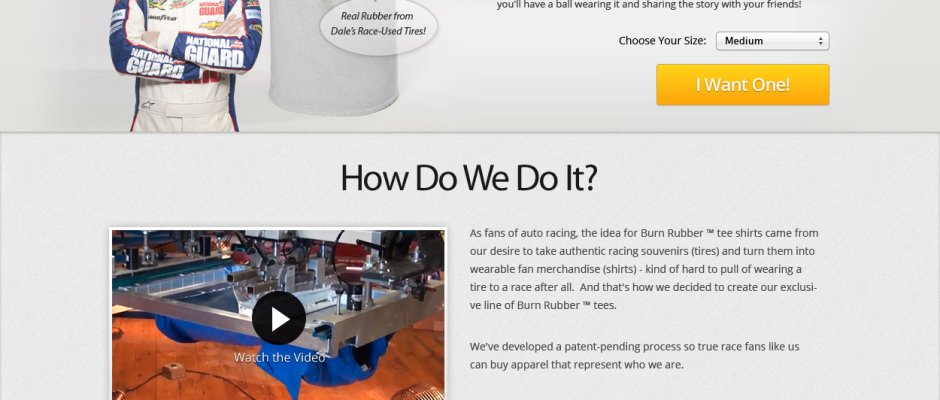 you'll have a ball wearing it and sharing the story with your friends!
Real Rubber from
Dale's Race-Used Tires!
Choose Your Size: Medium
I Want One!
GOODYEAR
NATIONAL
GUARD
NATIONAL
GUARD
How Do We Do It?
Watch the Video
As fans of auto racing, the idea for Burn Rubber ™ tee shirts came from
our desire to take authentic racing souvenirs (tires) and turn them into
wearable fan merchandise (shirts) - kind of hard to pull of wearing a
tire to a race after all. And that's how we decided to create our exclusi-
ve line of Burn Rubber ™ tees.
We've developed a patent-pending process so true race fans like us
can buy apparel that represent who we are.